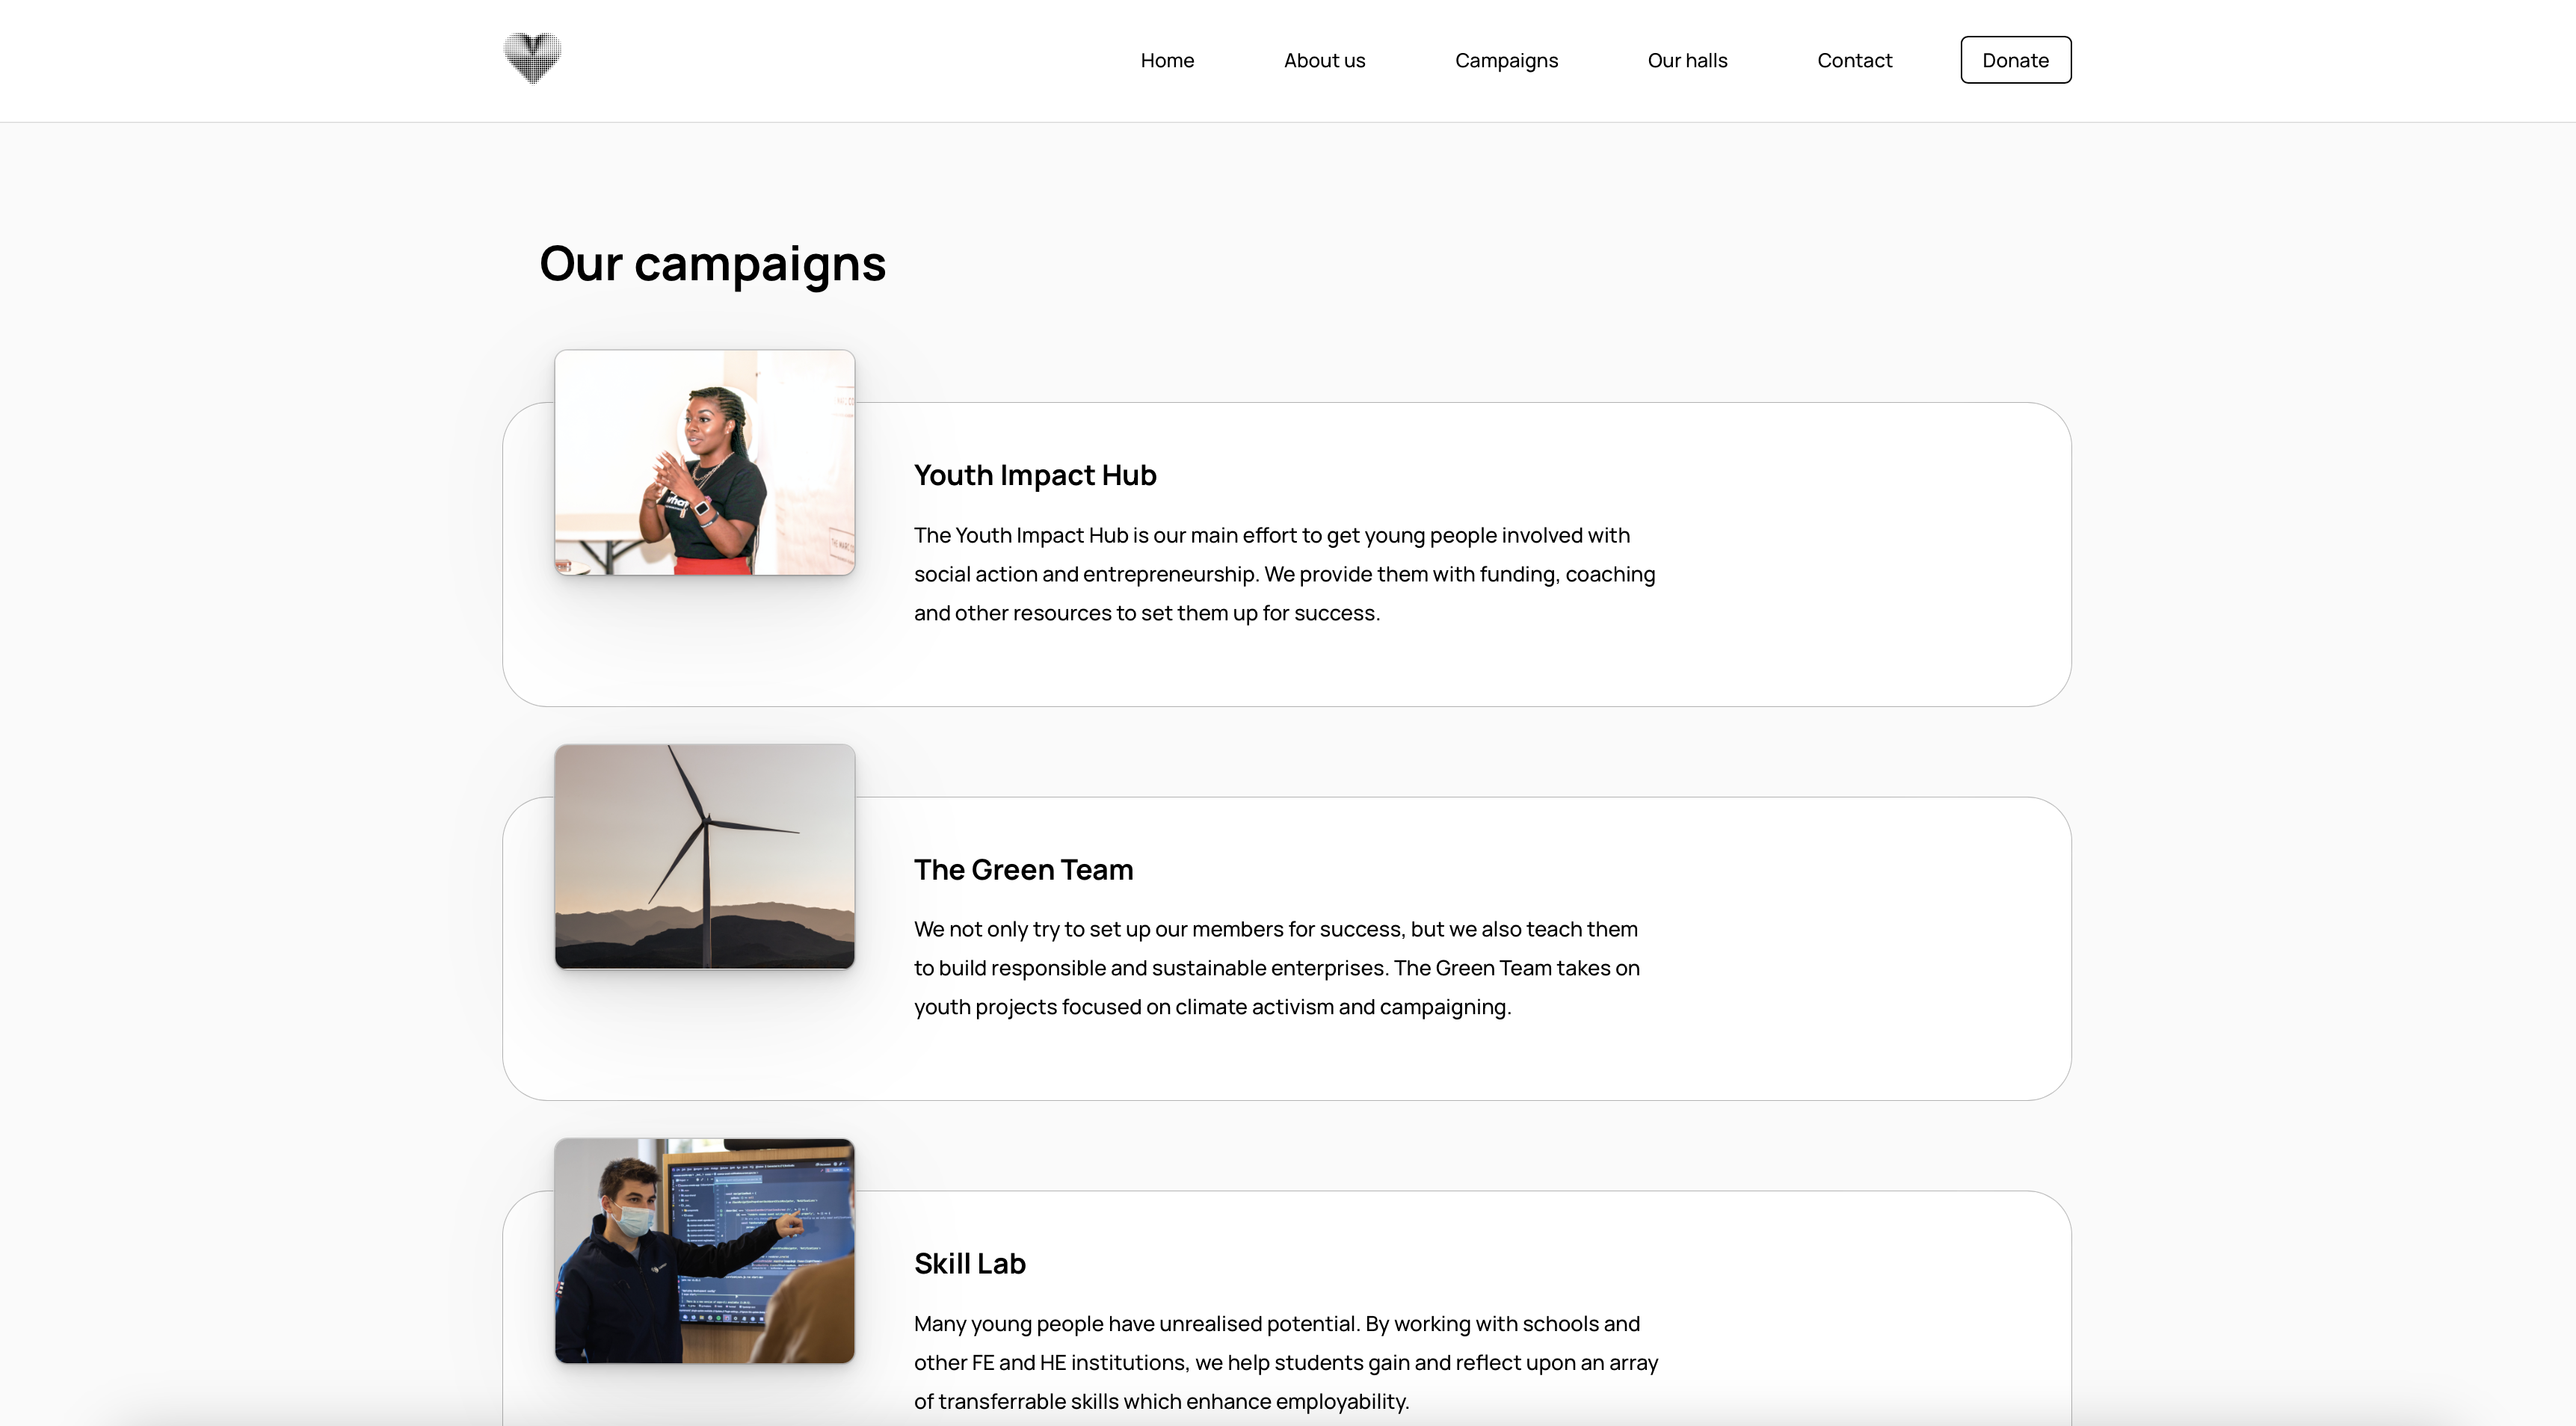 Home
About us
Campaigns
Our halls
Contact
Donate
Our campaigns
Youth Impact Hub
The Youth Impact Hub is our main effort to get young people involved with
social action and entrepreneurship. We provide them with funding, coaching
and other resources to set them up for success.
The Green Team
We not only try to set up our members for success, but we also teach them
to build responsible and sustainable enterprises. The Green Team takes on
youth projects focused on climate activism and campaigning.
Skill Lab
Many young people have unrealised potential. By working with schools and
other FE and HE institutions, we help students gain and reflect upon an array
of transferrable skills which enhance employability.